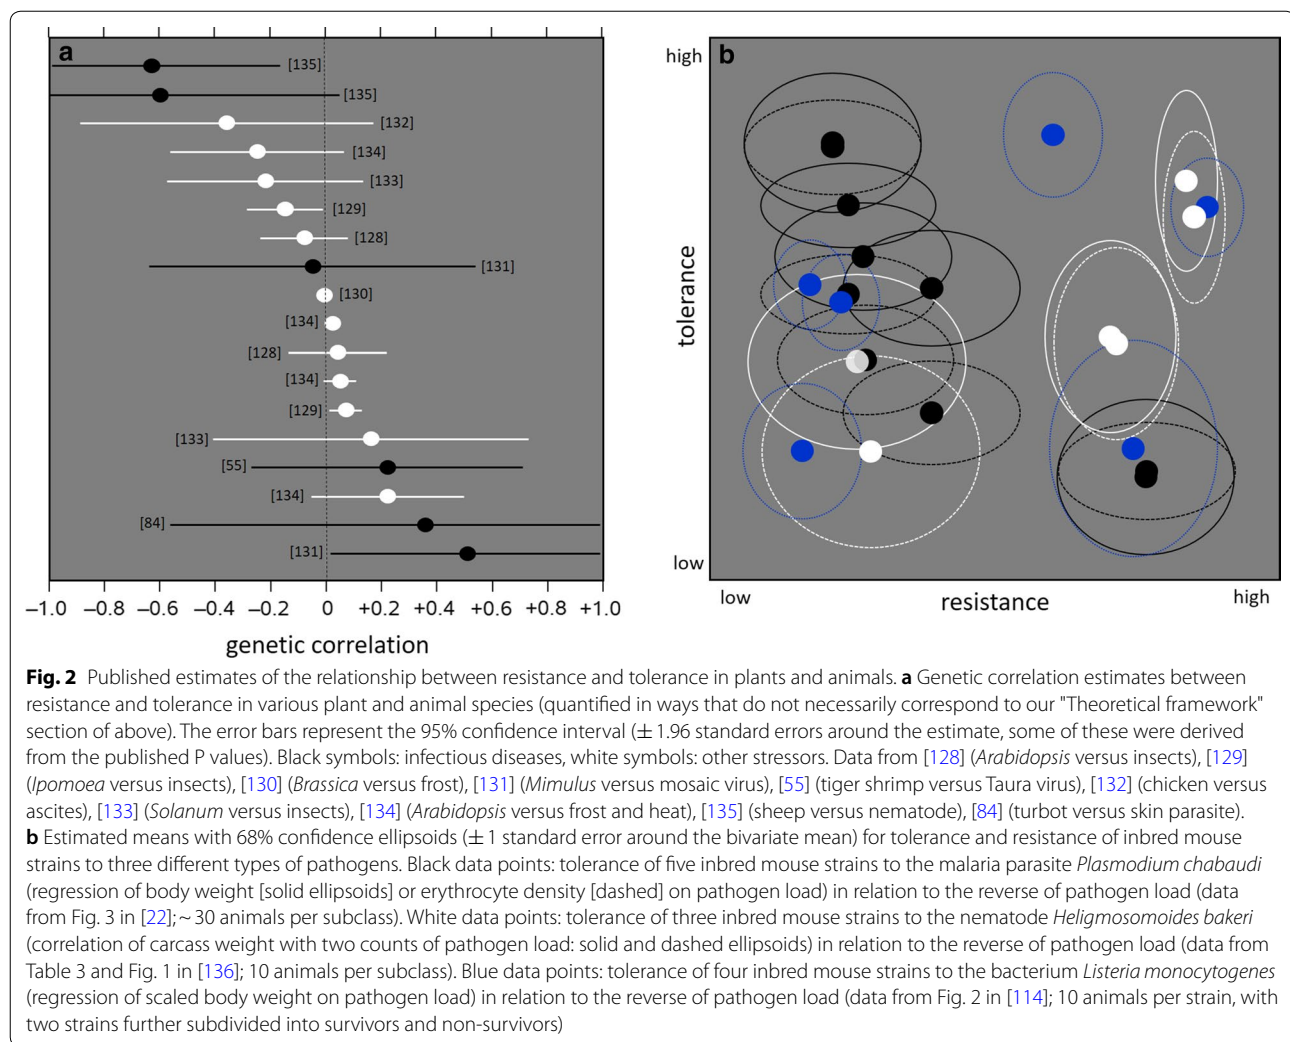 a
[135]
[135]
[132]
[134]
[133]
[129]
[128]
[131]
[130]
[134]
[128]
[134]
[129]
[133]
[55]
[134]
[84]
[131]
–1.0 –0.8 –0.6 –0.4 –0.2 0 +0.2 +0.4 +0.6 +0.8 +1.0
genetic correlation
b
high
tolerance
low
low resistance high
Fig. 2 Published estimates of the relationship between resistance and tolerance in plants and animals. a Genetic correlation estimates between
resistance and tolerance in various plant and animal species (quantified in ways that do not necessarily correspond to our "Theoretical framework"
section of above). The error bars represent the 95% confidence interval (± 1.96 standard errors around the estimate, some of these were derived
from the published P values). Black symbols: infectious diseases, white symbols: other stressors. Data from [128] (Arabidopsis versus insects), [129]
(Ipomoea versus insects), [130] (Brassica versus frost), [131] (Mimulus versus mosaic virus), [55] (tiger shrimp versus Taura virus), [132] (chicken versus
ascites), [133] (Solanum versus insects), [134] (Arabidopsis versus frost and heat), [135] (sheep versus nematode), [84] (turbot versus skin parasite).
b Estimated means with 68% confidence ellipsoids (± 1 standard error around the bivariate mean) for tolerance and resistance of inbred mouse
strains to three different types of pathogens. Black data points: tolerance of five inbred mouse strains to the malaria parasite Plasmodium chabaudi
(regression of body weight [solid ellipsoids] or erythrocyte density [dashed] on pathogen load) in relation to the reverse of pathogen load (data
from Fig. 3 in [22]; ~ 30 animals per subclass). White data points: tolerance of three inbred mouse strains to the nematode Heligmosomoides bakeri
(correlation of carcass weight with two counts of pathogen load: solid and dashed ellipsoids) in relation to the reverse of pathogen load (data from
Table 3 and Fig. 1 in [136]; 10 animals per subclass). Blue data points: tolerance of four inbred mouse strains to the bacterium Listeria monocytogenes
(regression of scaled body weight on pathogen load) in relation to the reverse of pathogen load (data from Fig. 2 in [114]; 10 animals per strain, with
two strains further subdivided into survivors and non-survivors)